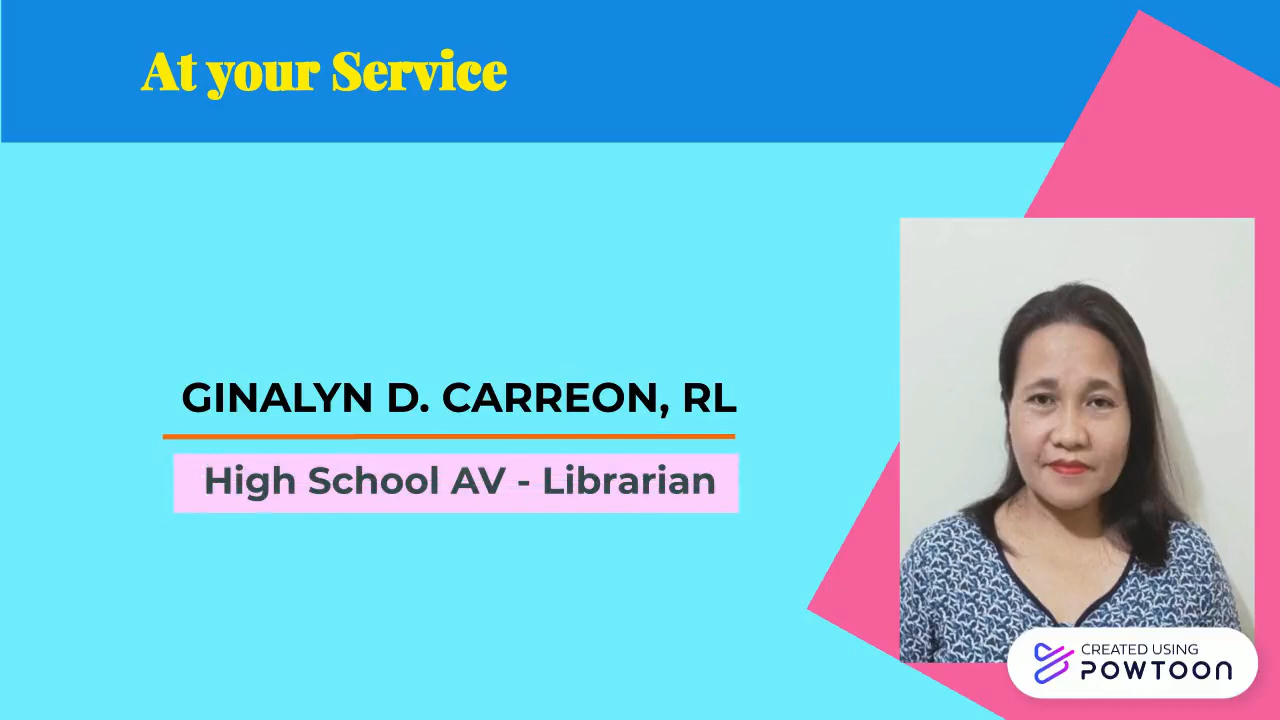 At your Service
GINALYN D. CARREON, RL
High School AV - Librarian
CREATED USING
POWTOON